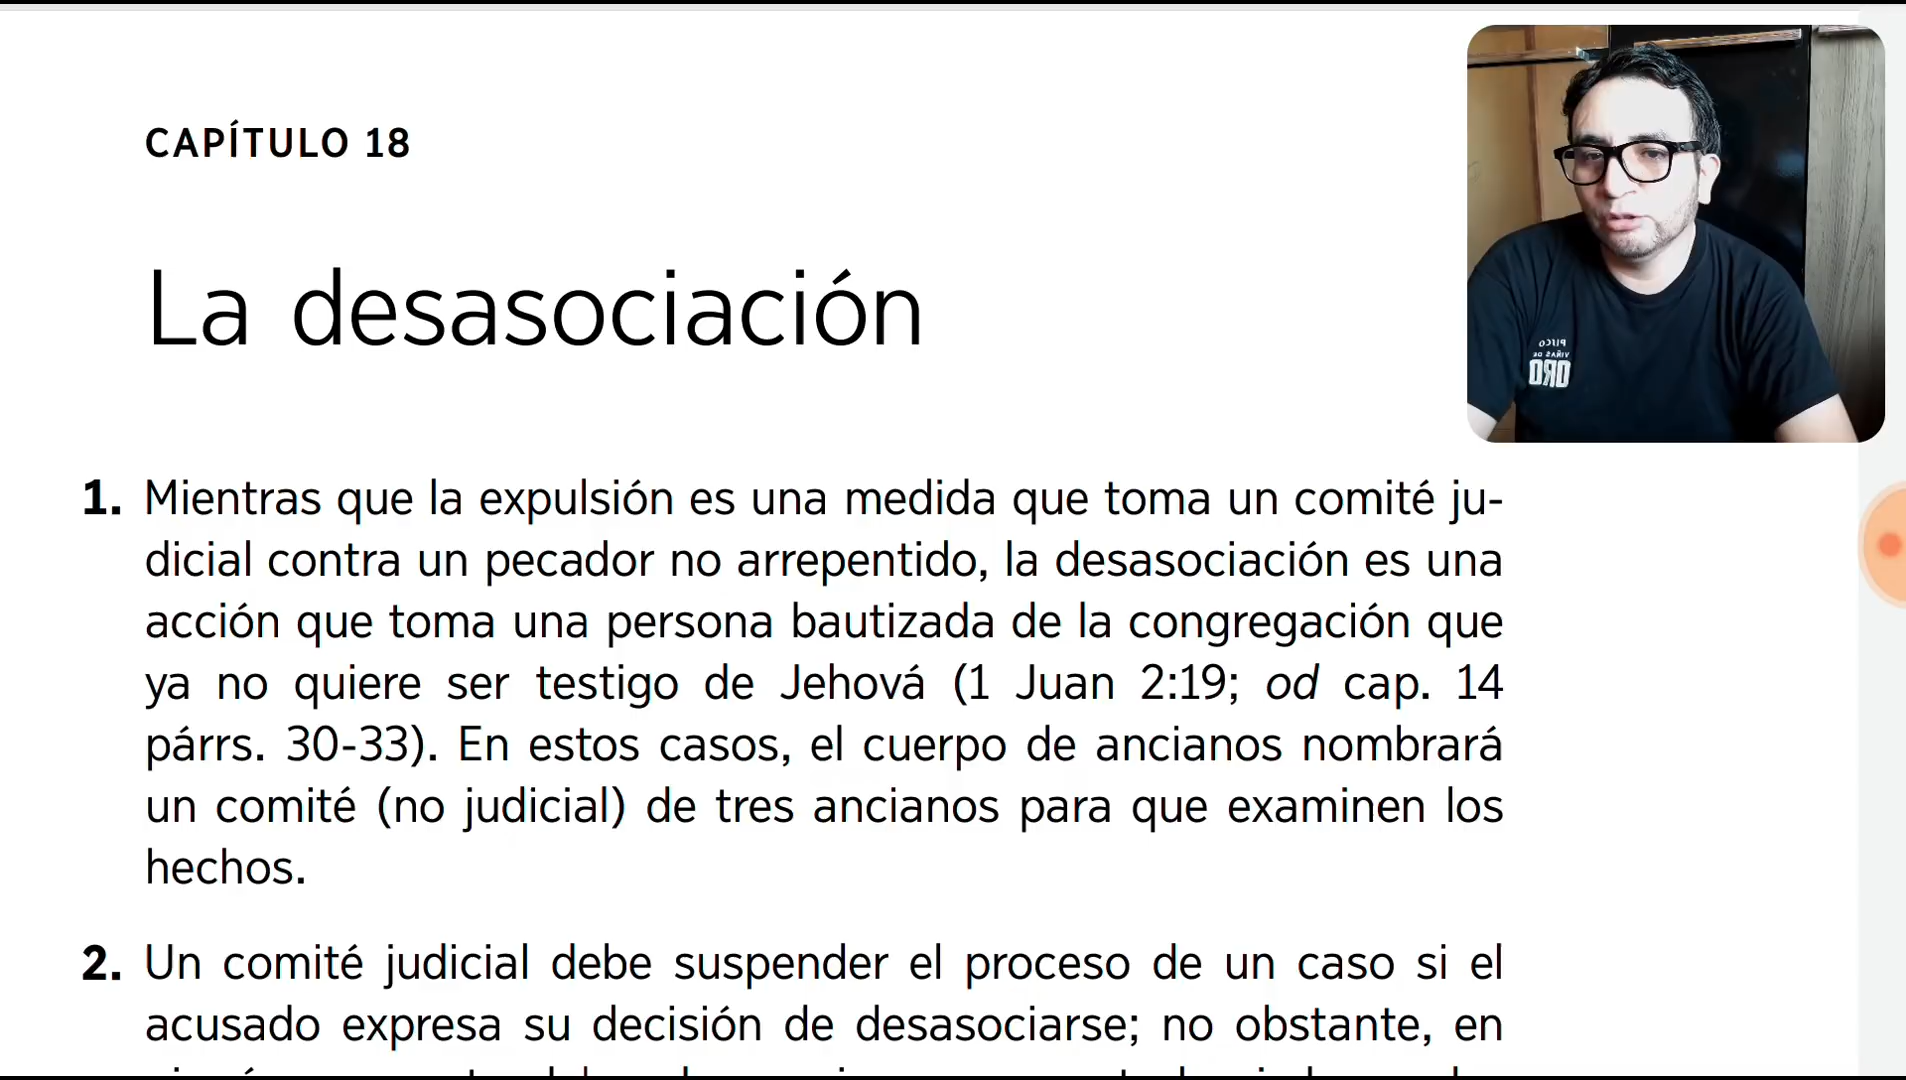 CAPÍTULO 18
La desasociación
PISCO
VIÑAS DE
ORO
1. Mientras que la expulsión es una medida que toma un comité ju-
dicial contra un pecador no arrepentido, la desasociación es una
acción que toma una persona bautizada de la congregación que
ya no quiere ser testigo de Jehová (1 Juan 2:19; od cap. 14
párrs. 30-33). En estos casos, el cuerpo de ancianos nombrará
un comité (no judicial) de tres ancianos para que examinen los
hechos.
2. Un comité judicial debe suspender el proceso de un caso si el
acusado expresa su decisión de desasociarse; no obstante, en